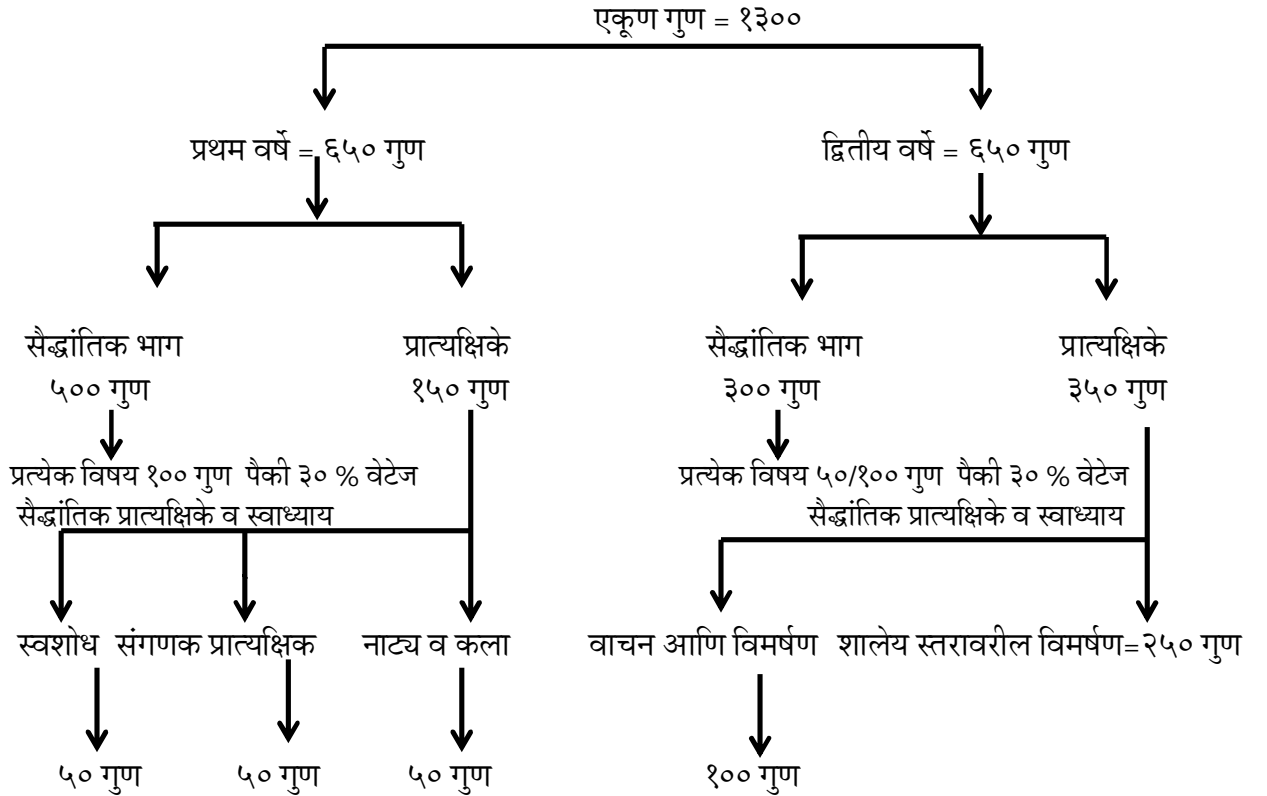 एकूण गुण = १३००
प्रथम वर्षे = ६५० गुण द्वितीय वर्षे = ६५० गुण
सैद्धांतिक भाग प्रात्यक्षिके सैद्धांतिक भाग प्रात्यक्षिके
५०० गुण १५० गुण ३०० गुण ३५० गुण
प्रत्येक विषय १०० गुण पैकी ३० % वेटेज प्रत्येक विषय ५०/१०० गुण पैकी ३० % वेटेज
सैद्धांतिक प्रात्यक्षिके व स्वाध्याय सैद्धांतिक प्रात्यक्षिके व स्वाध्याय
स्वशोध संगणक प्रात्यक्षिक नाट्य व कला वाचन आणि विमर्षण शालेय स्तरावरील विमर्षण=२५० गुण
५० गुण ५० गुण ५० गुण १०० गुण